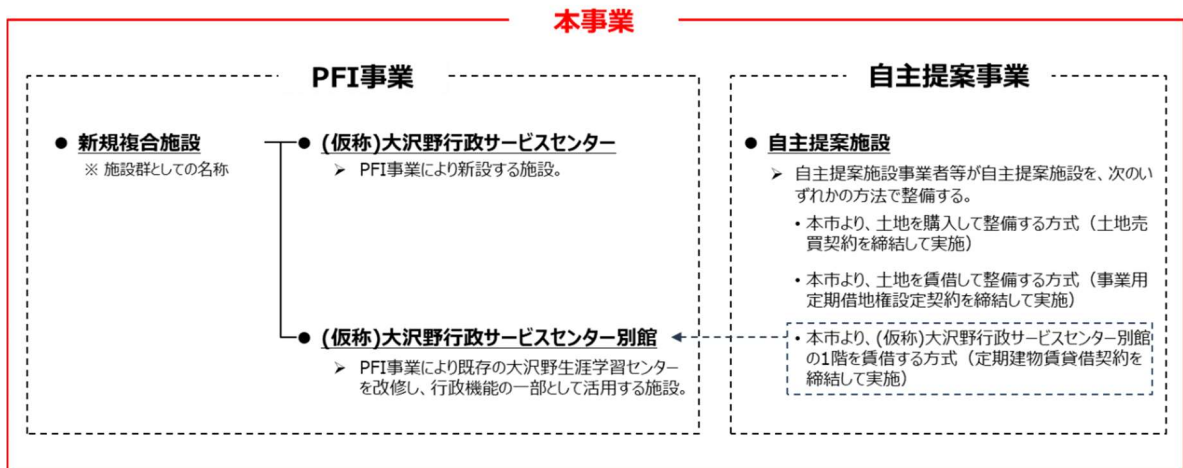 本事業
PFI事業
● 新規複合施設
※ 施設群としての名称
● (仮称)大沢野行政サービスセンター
➢ PFI事業により新設する施設。
● (仮称)大沢野行政サービスセンター別館
➢ PFI事業により既存の大沢野生涯学習センター
を改修し、行政機能の一部として活用する施設。
自主提案事業
● 自主提案施設
➢ 自主提案施設事業者等が自主提案施設を、次のい
ずれかの方法で整備する。
・本市より、土地を購入して整備する方式（土地売
買契約を締結して実施）
・本市より、土地を賃借して整備する方式（事業用
定期借地権設定契約を締結して実施）
・本市より、(仮称)大沢野行政サービスセンター別館
の1階を賃借する方式（定期建物賃貸借契約を
締結して実施）